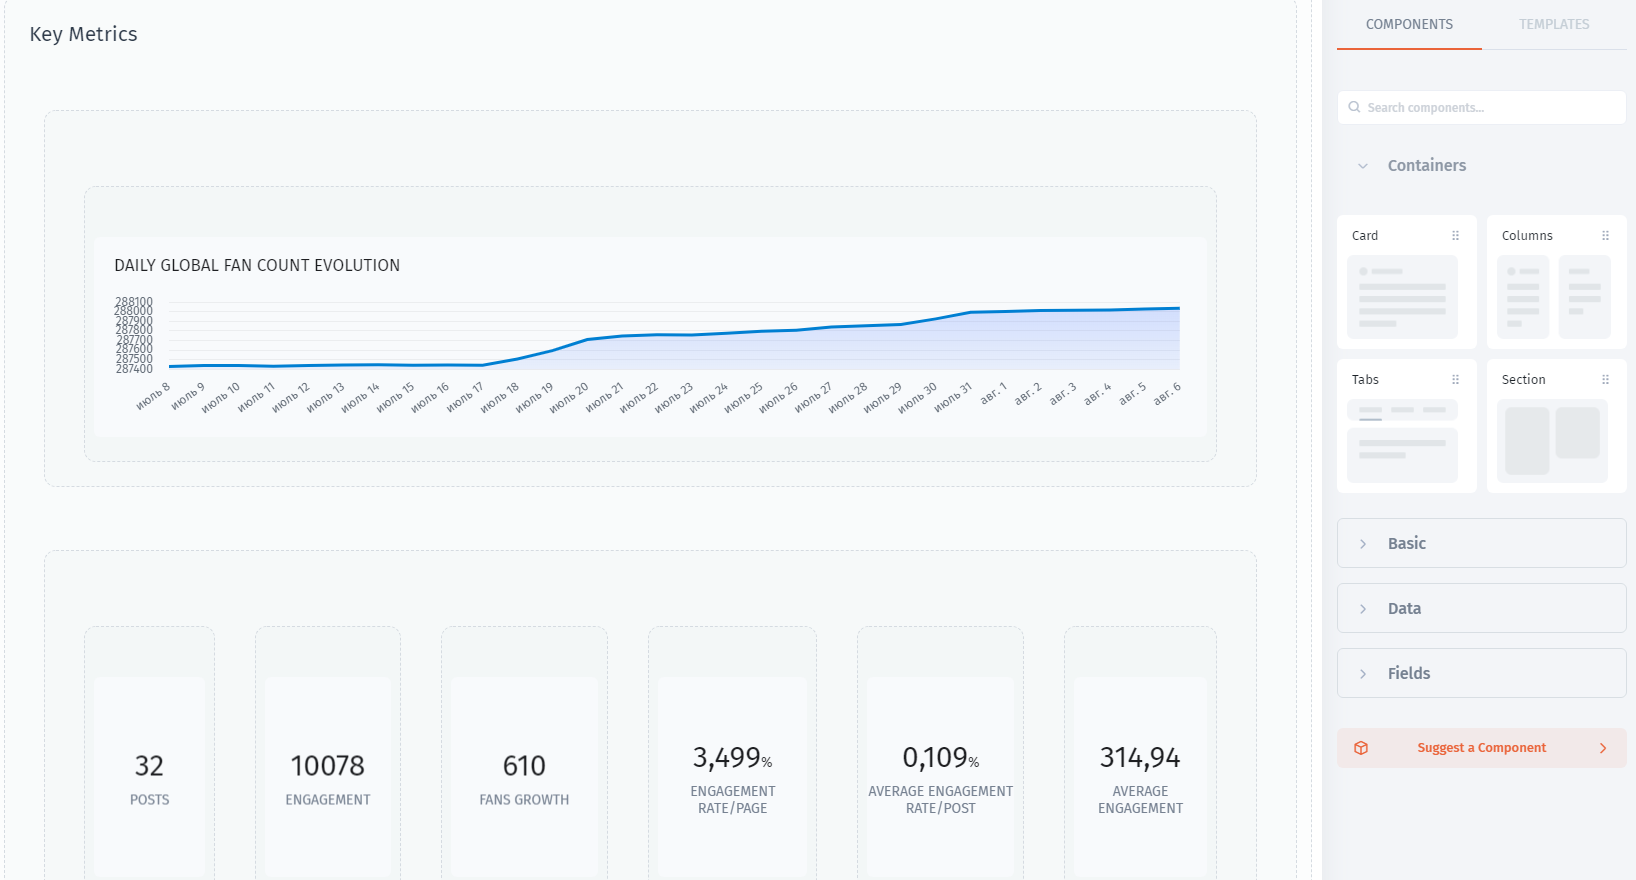 Key Metrics
DAILY GLOBAL FAN COUNT EVOLUTION
288100
288000
287900
287800
287700
287600
287500
287400
июль 8 июль 9 июль 10 июль 11 июль 12 июль 13 июль 14 июль 15 июль 16 июль 17 июль 18 июль 19 июль 20 июль 21 июль 22 июль 23 июль 24 июль 25 июль 26 июль 27 июль 28 июль 29 июль 30 июль 31 авг. 1 авг. 2 авг. 3 авг. 4 авг. 5 авг. 6
32
POSTS
10078
ENGAGEMENT
610
FANS GROWTH
3,499%
ENGAGEMENT
RATE/PAGE
0,109%
AVERAGE ENGAGEMENT
RATE/POST
314,94
AVERAGE
ENGAGEMENT
COMPONENTS TEMPLATES
Search components...
Containers
Card Columns
Tabs Section
Basic
Data
Fields
Suggest a Component